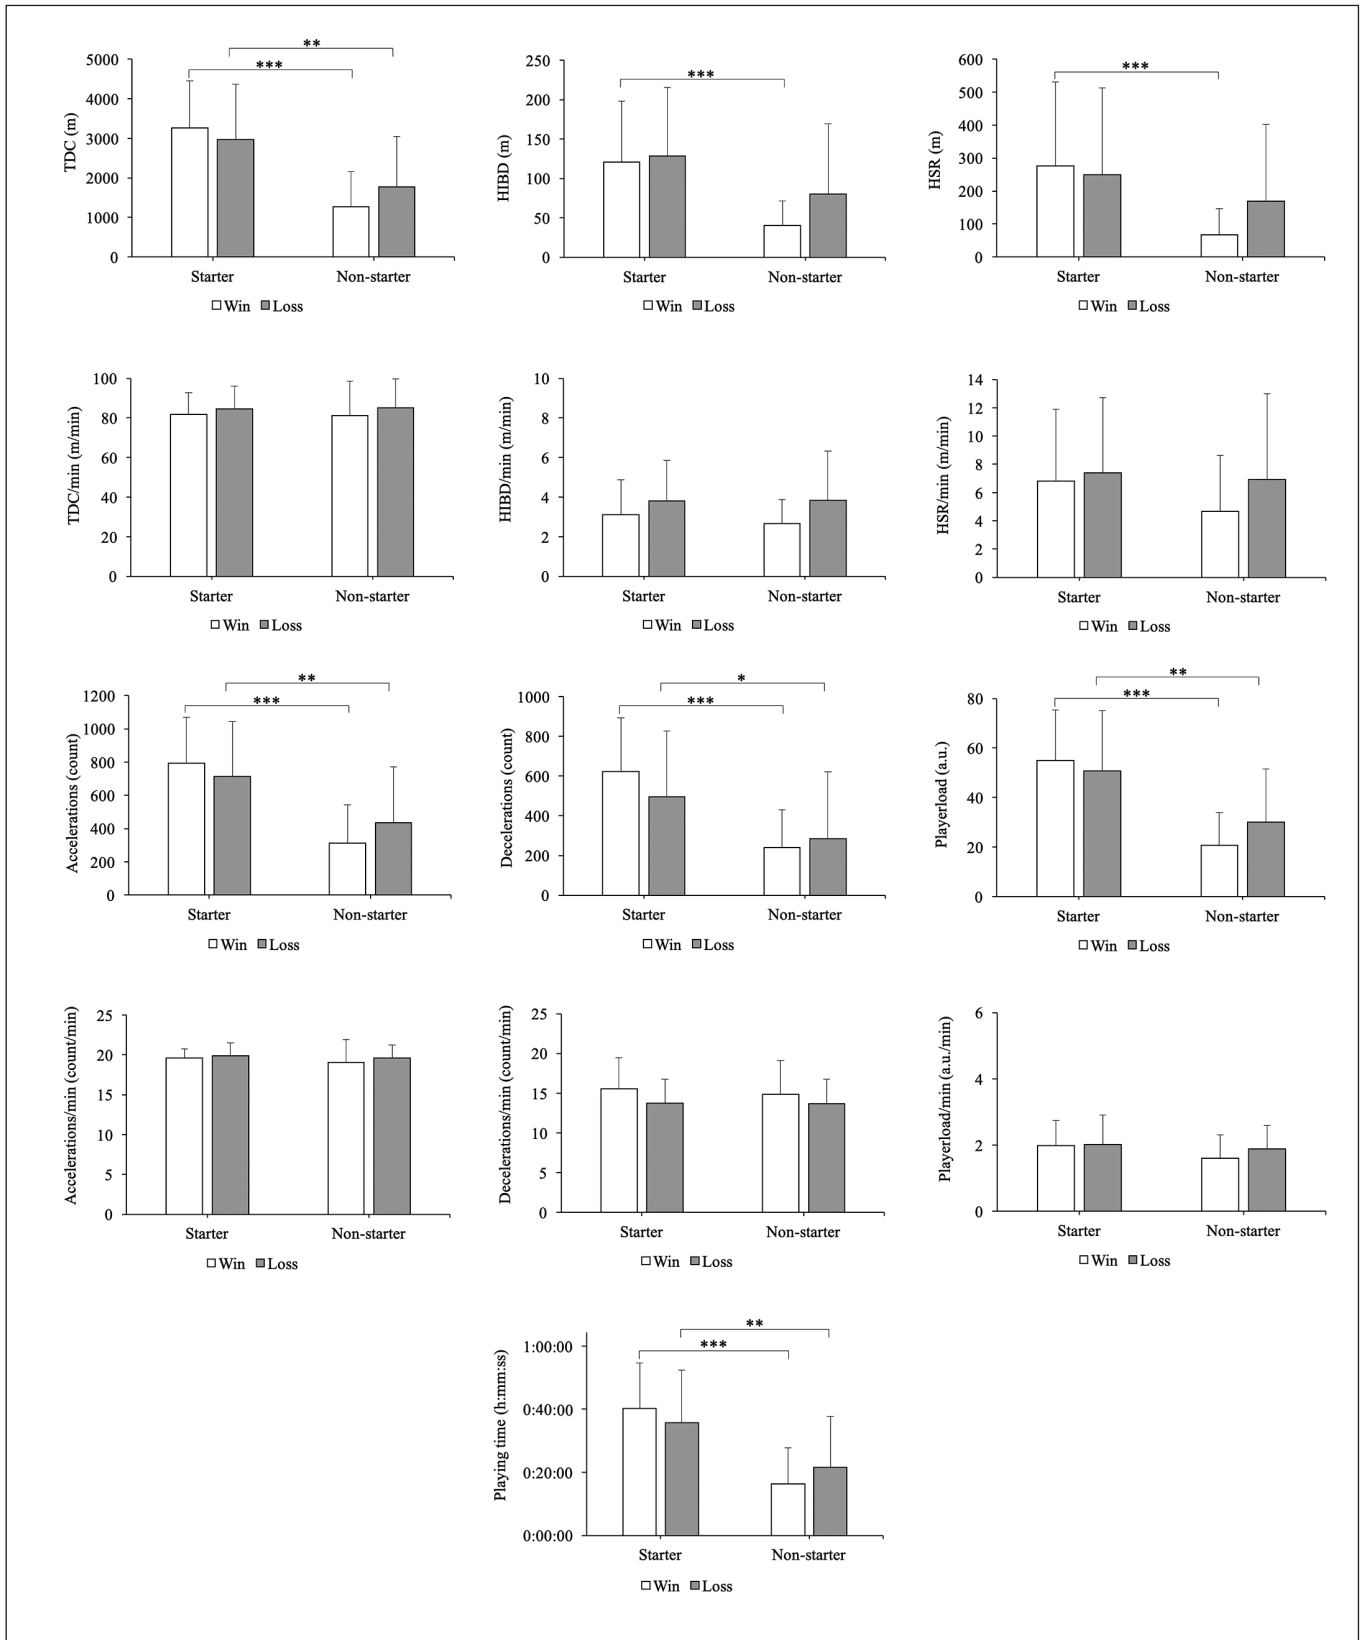 TDC (m)
5000
4000
3000
2000
1000
0
***
**
Starter
Non-starter
Win
Loss
HIBD (m)
250
200
150
100
50
0
***
Starter
Non-starter
Win
Loss
HSR (m)
600
500
400
300
200
100
0
***
Starter
Non-starter
Win
Loss
TDC/min (m/min)
100
80
60
40
20
0
Starter
Non-starter
Win
Loss
HIBD/min (m/min)
10
8
6
4
2
0
Starter
Non-starter
Win
Loss
HSR/min (m/min)
14
12
10
8
6
4
2
0
Starter
Non-starter
Win
Loss
Accelerations (count)
1200
1000
800
600
400
200
0
**
***
Starter
Non-starter
Win
Loss
Decelerations (count)
1000
800
600
400
200
0
*
***
Starter
Non-starter
Win
Loss
Playerload (a.u.)
80
60
40
20
0
**
***
Starter
Non-starter
Win
Loss
Accelerations/min (count/min)
25
20
15
10
5
0
Starter
Non-starter
Win
Loss
Decelerations/min (count/min)
25
20
15
10
5
0
Starter
Non-starter
Win
Loss
Playerload/min (a.u./min)
6
4
2
0
Starter
Non-starter
Win
Loss
Playing time (h:mm:ss)
1:00:00
0:40:00
0:20:00
0:00:00
**
***
Starter
Non-starter
Win
Loss